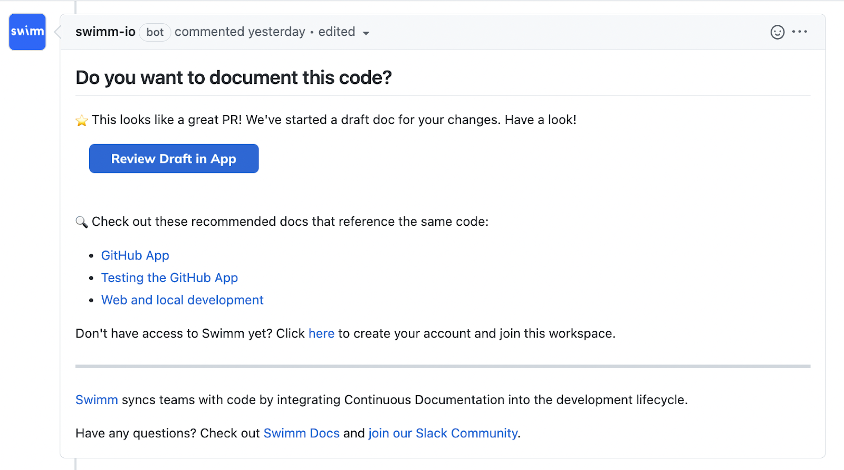 swimm
swimm-io bot commented yesterday • edited
Do you want to document this code?
⭐ This looks like a great PR! We've started a draft doc for your changes. Have a look!
Review Draft in App
🔍 Check out these recommended docs that reference the same code:
• GitHub App
• Testing the GitHub App
• Web and local development
Don't have access to Swimm yet? Click here to create your account and join this workspace.
Swimm syncs teams with code by integrating Continuous Documentation into the development lifecycle.
Have any questions? Check out Swimm Docs and join our Slack Community.